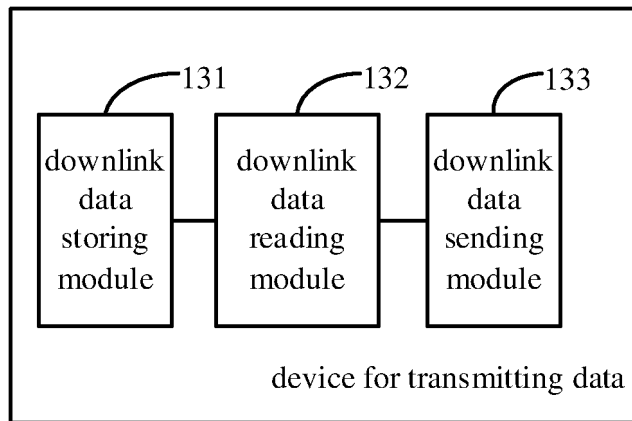 131
132
133
downlink
data
storing
module
downlink
data
reading
module
downlink
data
sending
module
device for transmitting data